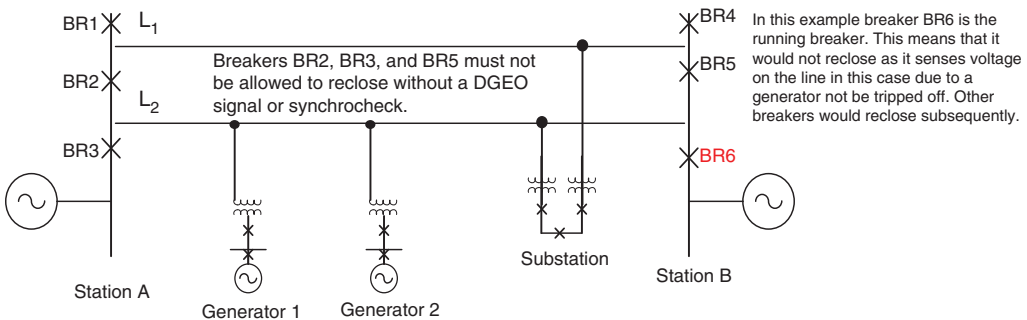 BR1
L1
BR4
In this example breaker BR6 is the
running breaker. This means that it
would not reclose as it senses voltage
on the line in this case due to a
generator not be tripped off. Other
breakers would reclose subsequently.
Breakers BR2, BR3, and BR5 must not
be allowed to reclose without a DGEO
signal or synchrocheck.
BR5
BR2
L2
BR3
BR6
Substation
Station B
Station A
Generator 1
Generator 2